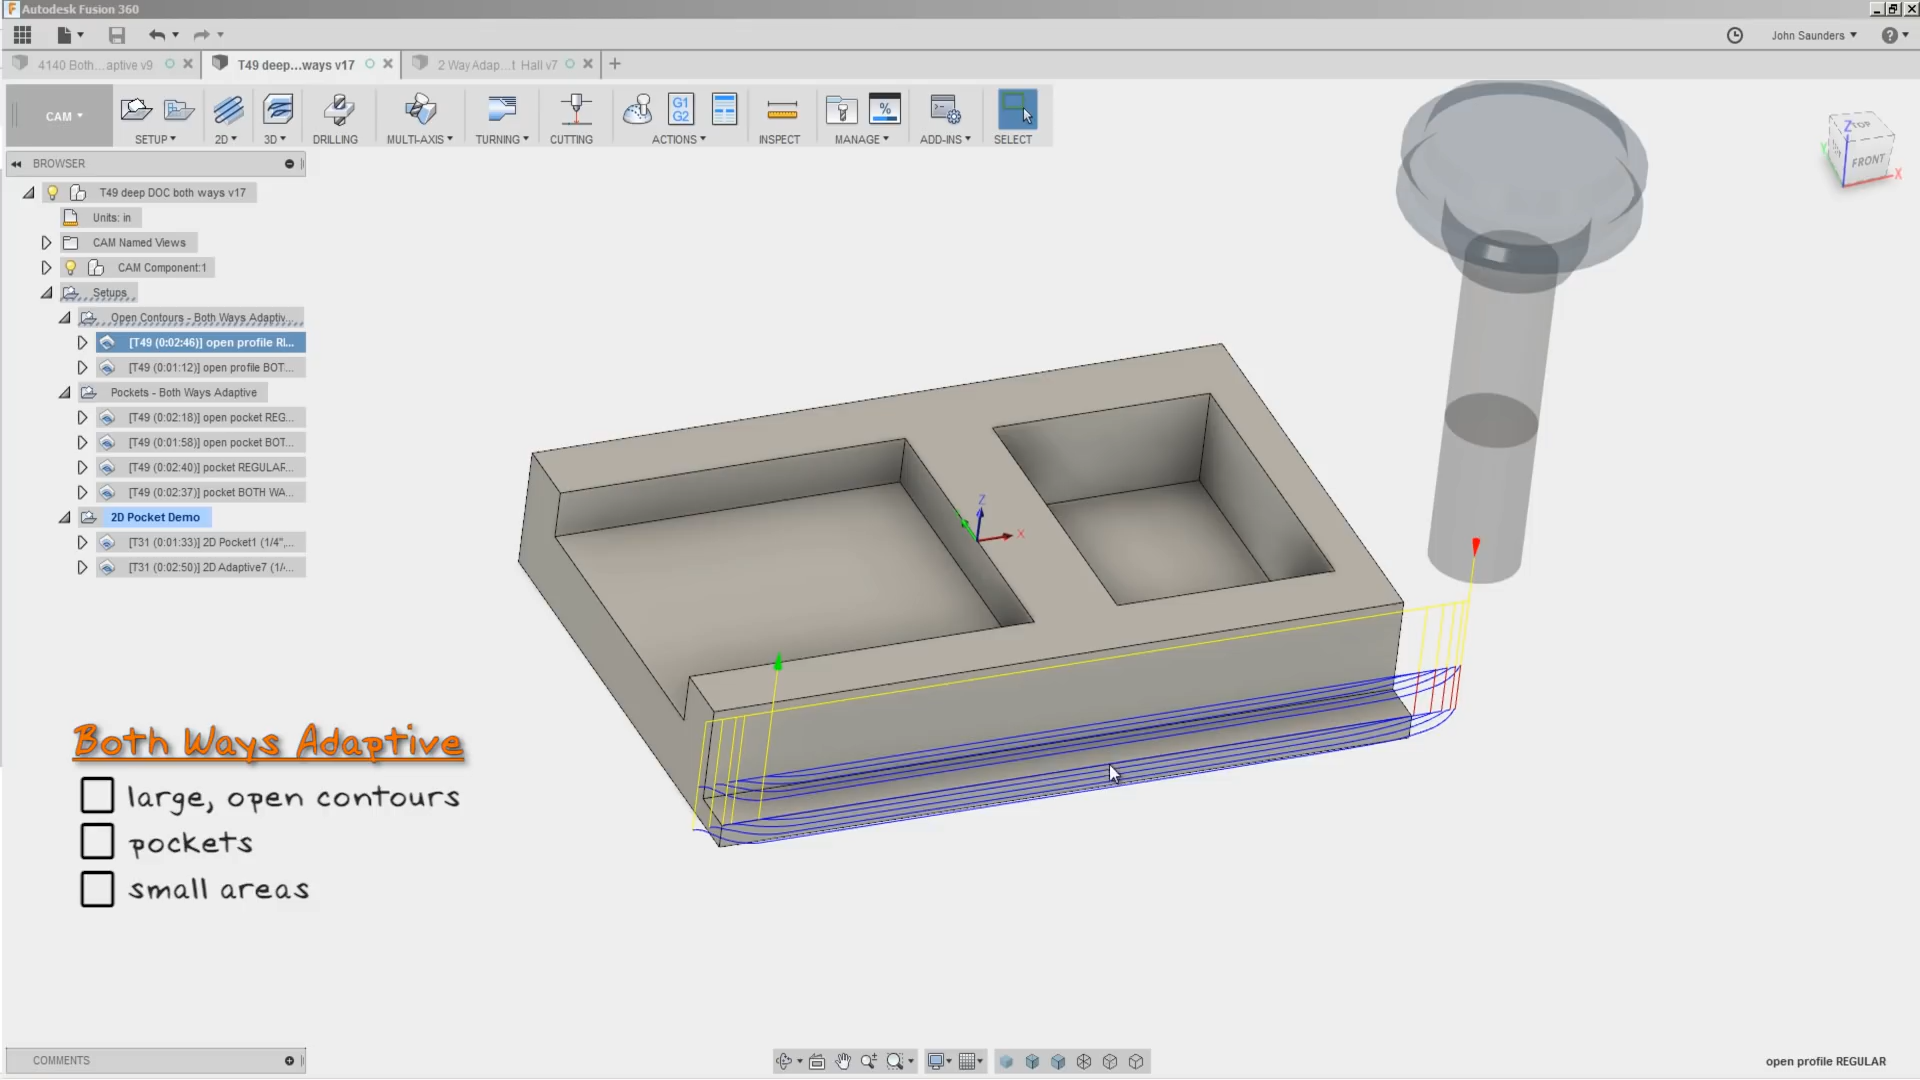 Autodesk Fusion 360
John Saunders
4140 Both...aptive v9
T49 deep...ways v17
2 Way Adap...t Hall v7
CAM
SETUP
2D
3D
DRILLING
MULTI-AXIS
TURNING
CUTTING
G1
G2
ACTIONS
INSPECT
%
MANAGE
ADD-INS
SELECT
TOP
FRONT
Z
X
Y
BROWSER
T49 deep DOC both ways v17
Units: in
CAM Named Views
CAM Component:1
Setups
Open Contours - Both Ways Adaptiv...
[T49 (0:02:46)] open profile RI...
[T49 (0:01:12)] open profile BOT...
Pockets - Both Ways Adaptive
[T49 (0:02:18)] open pocket REG...
[T49 (0:01:58)] open pocket BOT...
[T49 (0:02:40)] pocket REGULAR...
[T49 (0:02:37)] pocket BOTH WA...
2D Pocket Demo
[T31 (0:01:33)] 2D Pocket1 (1/4",...
[T31 (0:02:50)] 2D Adaptive7 (1/...
Z
X
Both Ways Adaptive
large, open contours
pockets
small areas
COMMENTS
open profile REGULAR